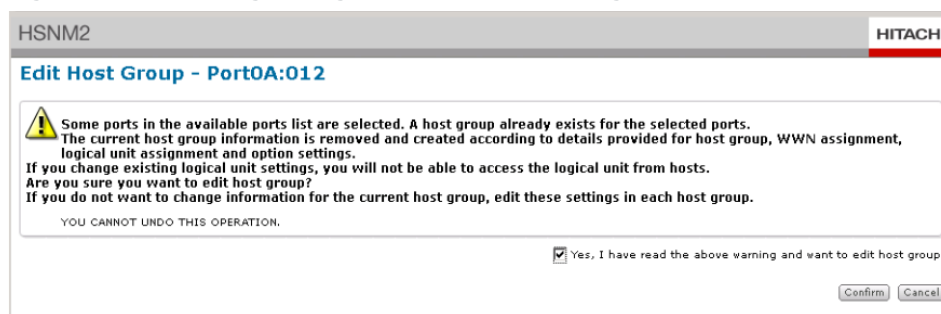 HSNM2
HITACH
Edit Host Group - Port0A:012
Some ports in the available ports list are selected. A host group already exists for the selected ports.
The current host group information is removed and created according to details provided for host group, WWN assignment,
logical unit assignment and option settings.
If you change existing logical unit settings, you will not be able to access the logical unit from hosts.
Are you sure you want to edit host group?
If you do not want to change information for the current host group, edit these settings in each host group.
YOU CANNOT UNDO THIS OPERATION.
Yes, I have read the above warning and want to edit host group
Confirm Cancel